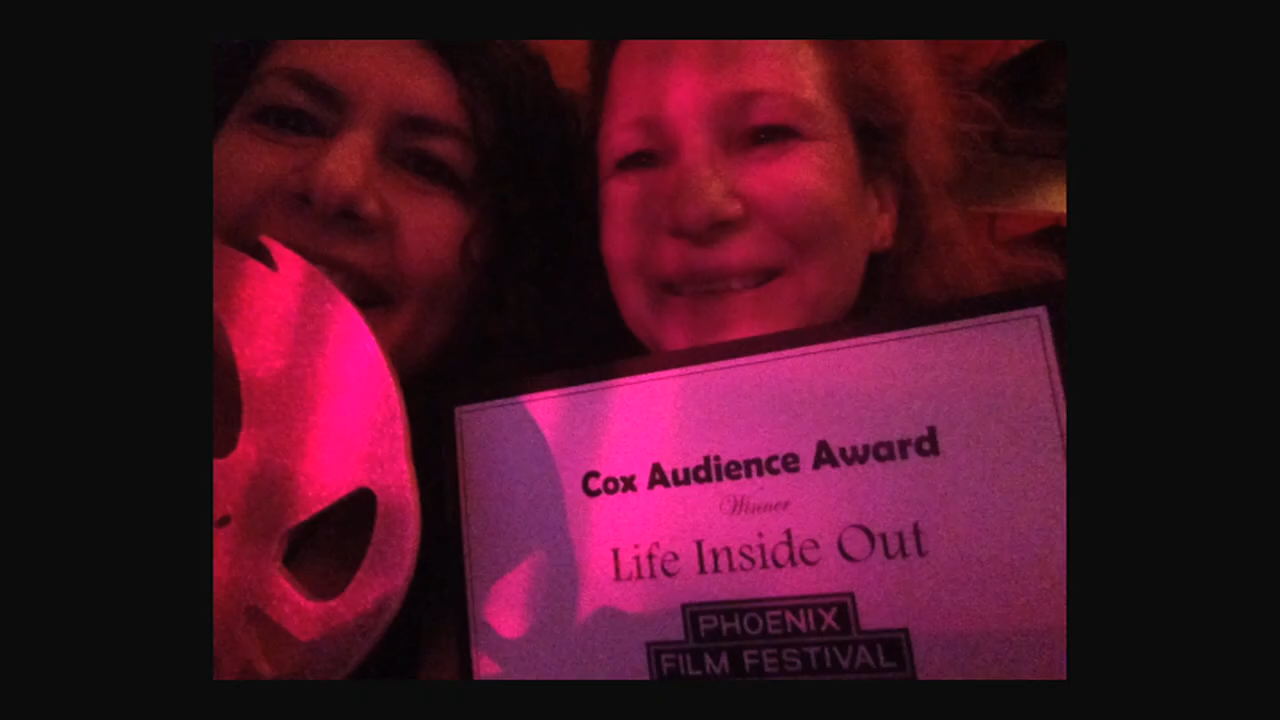 Cox Audience Award
Winner
Life Inside Out
PHOENIX
FILM FESTIVAL